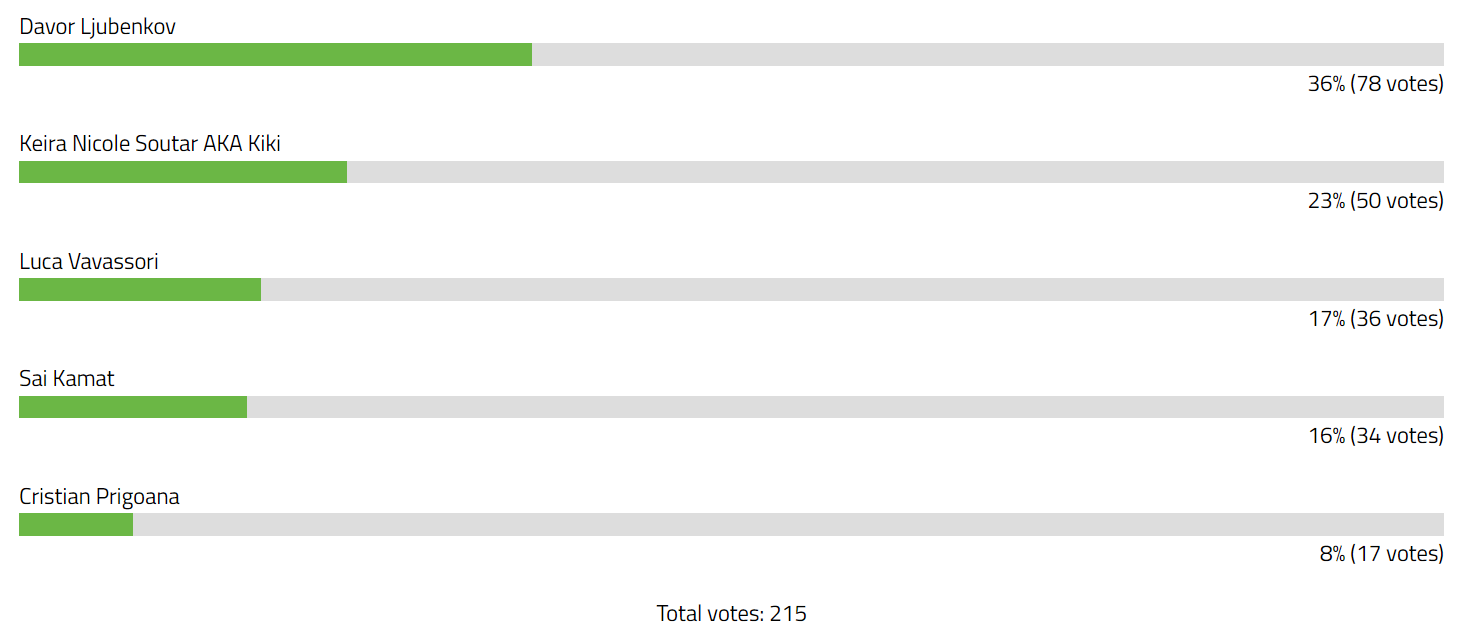 Davor Ljubenkov
36% (78 votes)
Keira Nicole Soutar AKA Kiki
23% (50 votes)
Luca Vavassori
17% (36 votes)
Sai Kamat
16% (34 votes)
Cristian Prigoana
8% (17 votes)
Total votes: 215